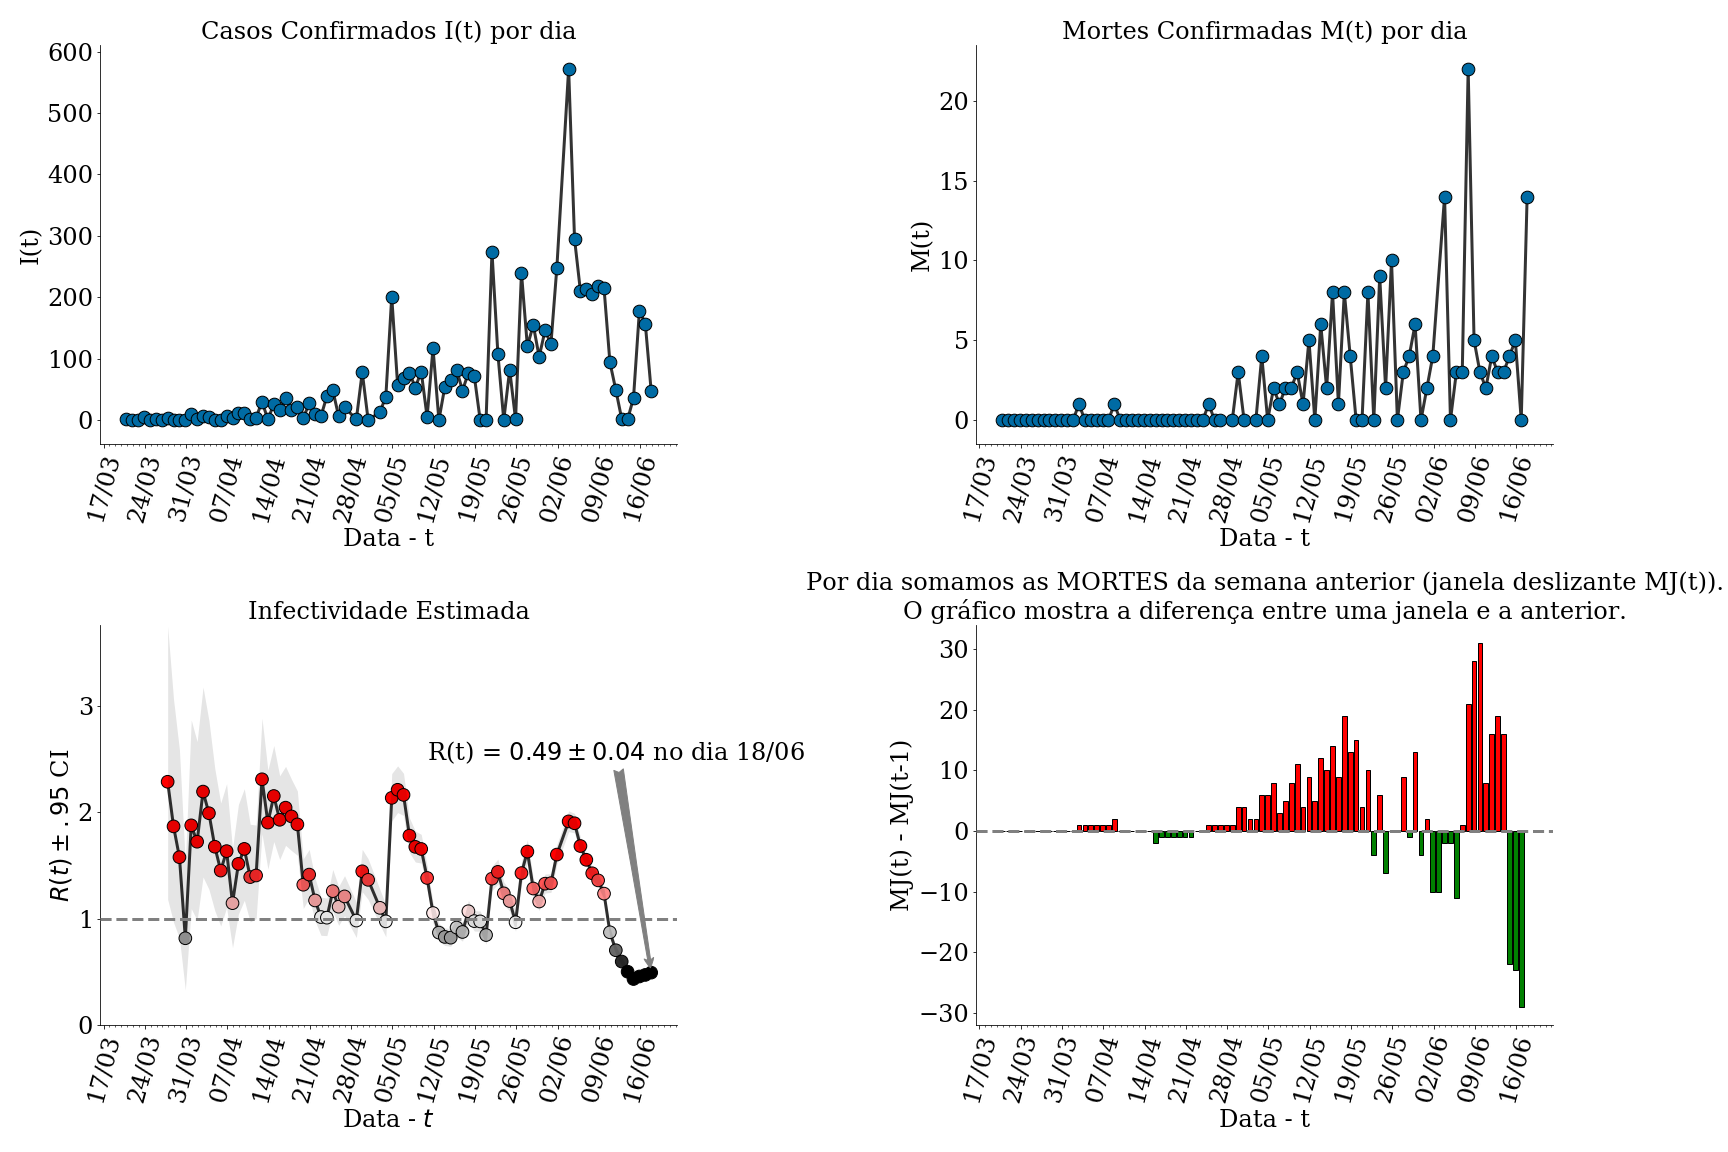 Casos Confirmados I(t) por dia
600
500
400
300
200
100
0
I(t)
17/03 24/03 31/03 07/04 14/04 21/04 28/04 05/05 12/05 19/05 26/05 02/06 09/06 16/06
Data - t
Mortes Confirmadas M(t) por dia
20
15
10
5
0
M(t)
17/03 24/03 31/03 07/04 14/04 21/04 28/04 05/05 12/05 19/05 26/05 02/06 09/06 16/06
Data - t
Infectividade Estimada
3
2
1
0
R(t) ± .95 CI
R(t) = 0.49 ± 0.04 no dia 18/06
17/03 24/03 31/03 07/04 14/04 21/04 28/04 05/05 12/05 19/05 26/05 02/06 09/06 16/06
Data - t
Por dia somamos as MORTES da semana anterior (janela deslizante MJ(t)).
O gráfico mostra a diferença entre uma janela e a anterior.
30
20
10
0
−10
−20
−30
MJ(t) - MJ(t-1)
17/03 24/03 31/03 07/04 14/04 21/04 28/04 05/05 12/05 19/05 26/05 02/06 09/06 16/06
Data - t